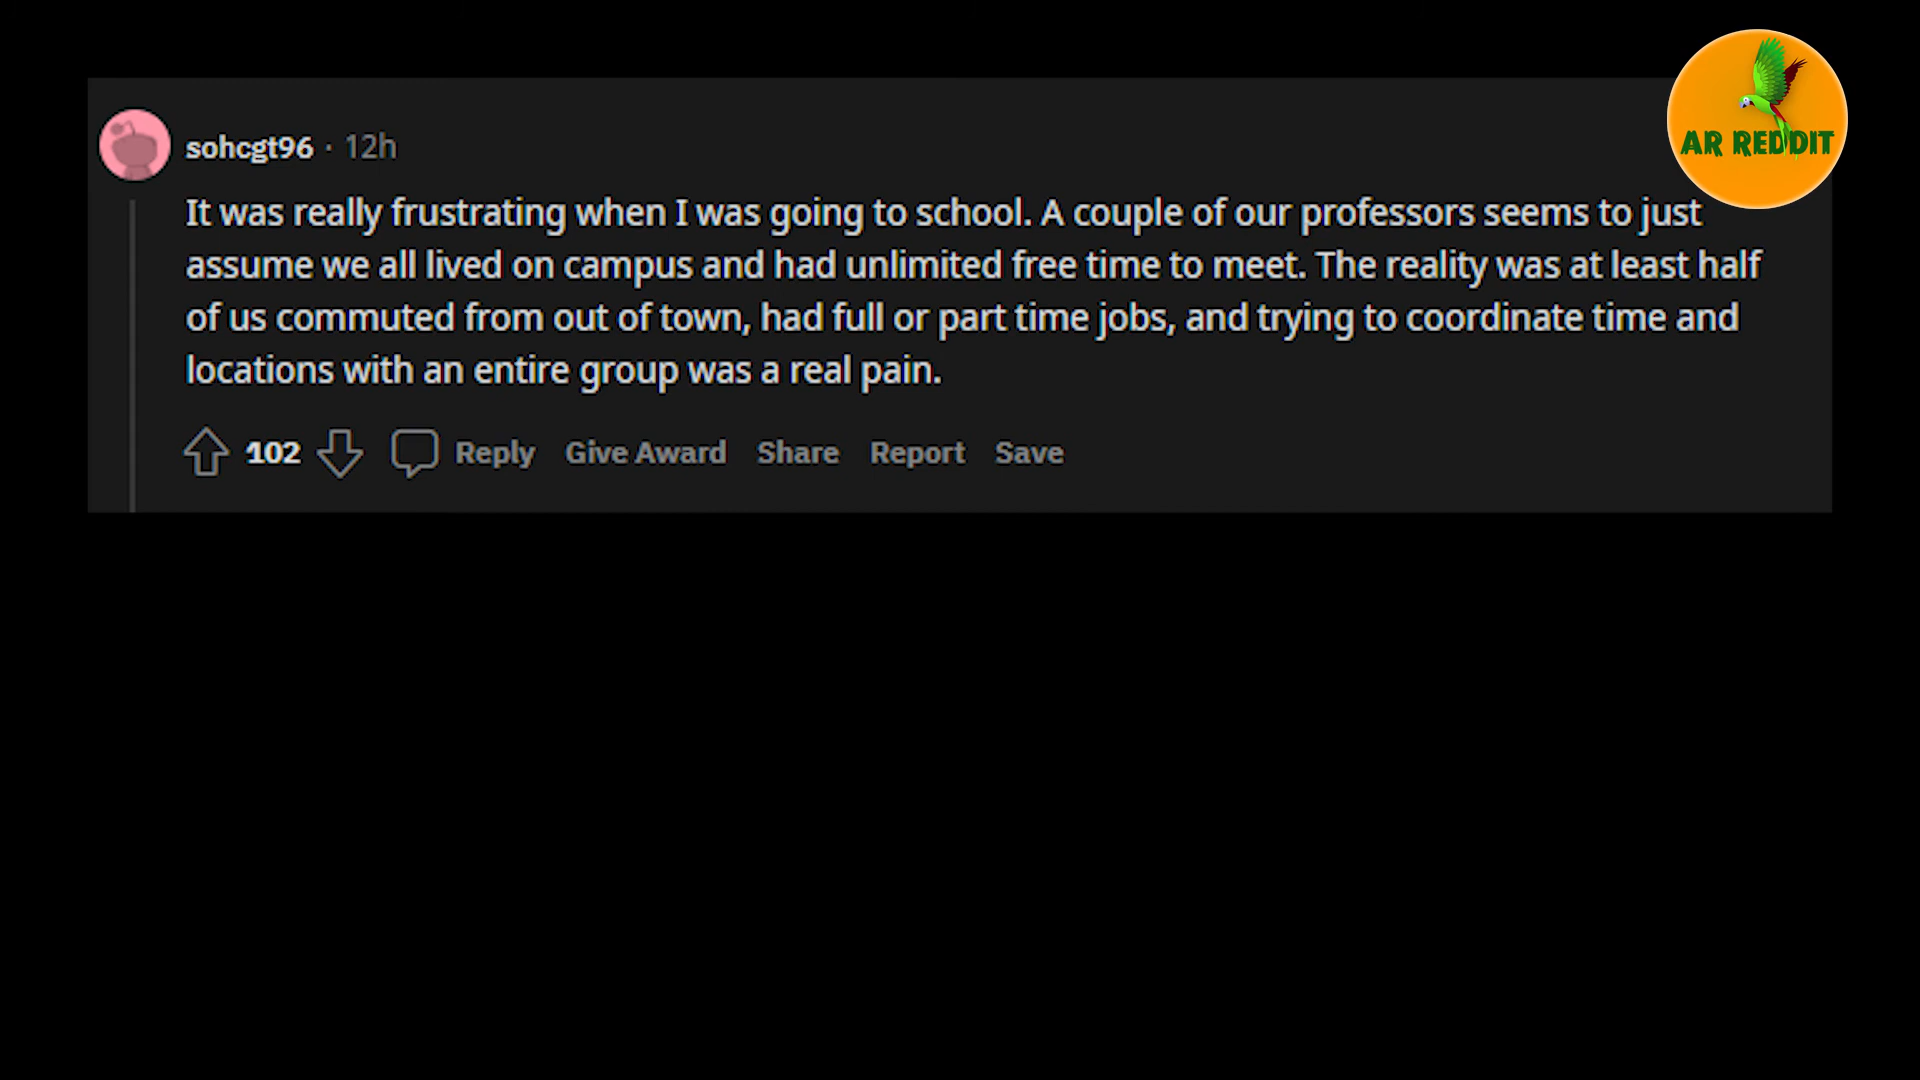 AR REDDIT
sohcgt96 · 12h
It was really frustrating when I was going to school. A couple of our professors seems to just
assume we all lived on campus and had unlimited free time to meet. The reality was at least half
of us commuted from out of town, had full or part time jobs, and trying to coordinate time and
locations with an entire group was a real pain.
102 Reply Give Award Share Report Save